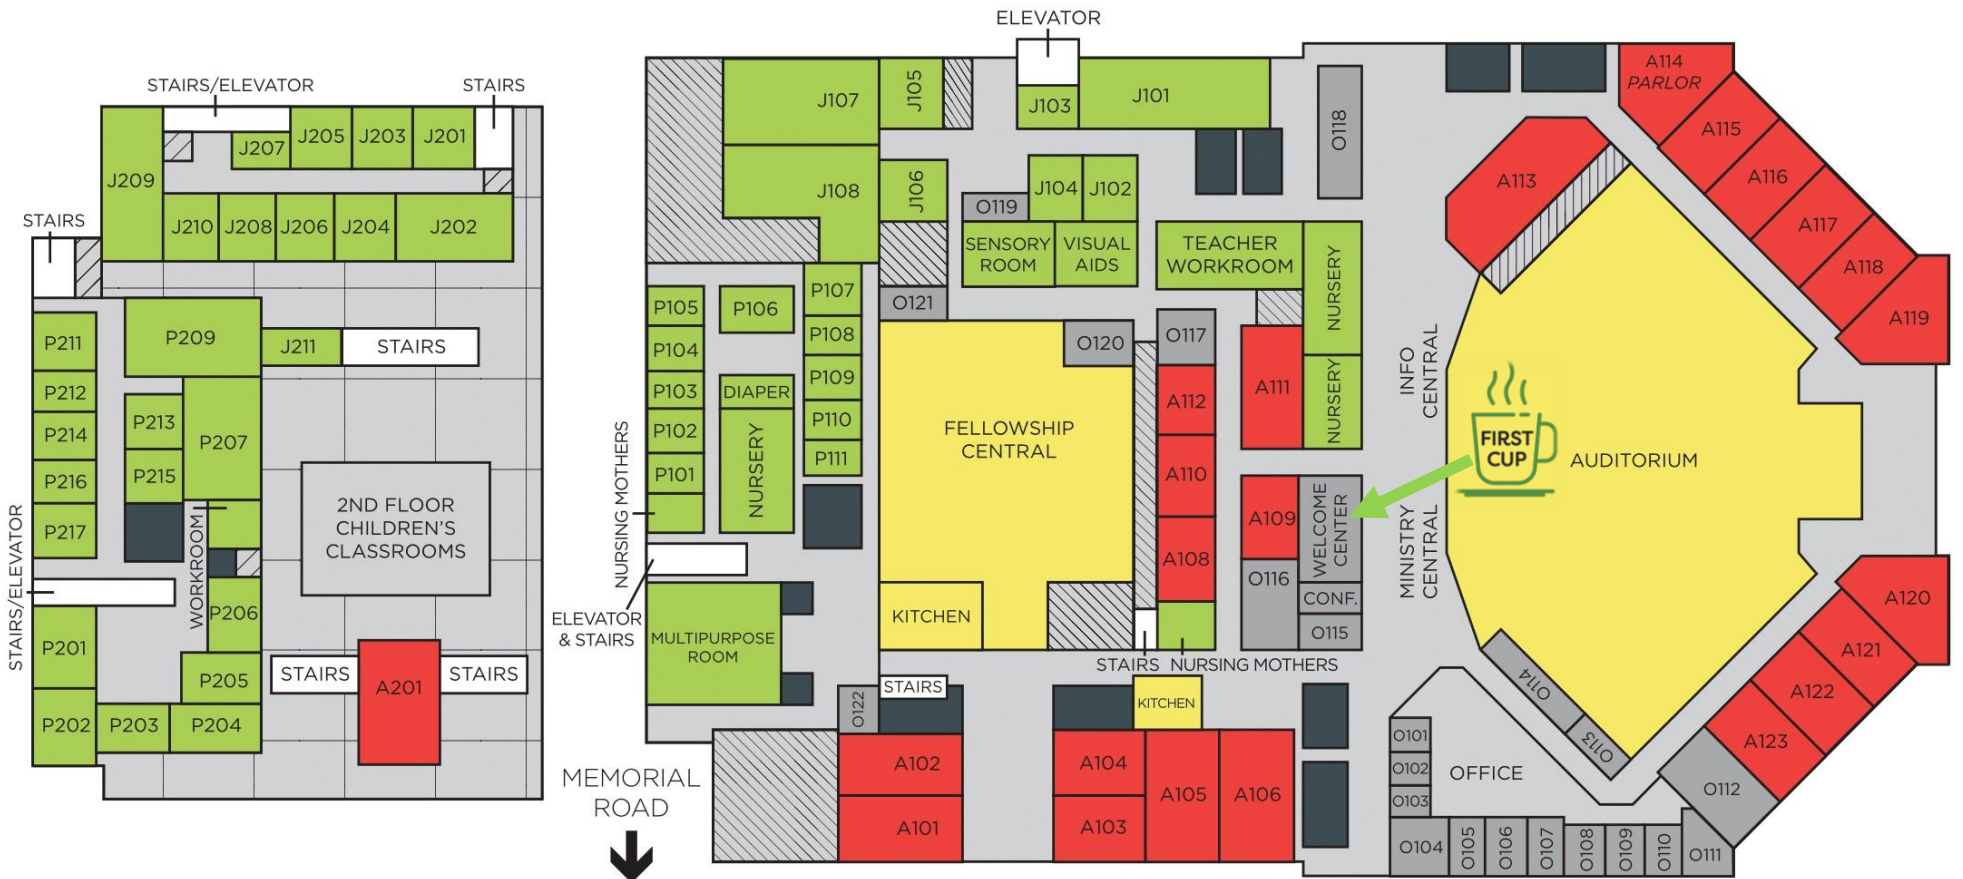 STAIRS/ELEVATOR
STAIRS
J209
J207
J205
J203
J201
J210
J208
J206
J204
J202
STAIRS
P211
P212
P214
P216
P217
P209
J211
STAIRS
P213
P215
P207
WORKROOM
2ND FLOOR
CHILDREN'S
CLASSROOMS
STAIRS/ELEVATOR
P201
P202
P203
P204
P205
P206
STAIRS
A201
STAIRS
ELEVATOR
J107
J105
J103
J101
J108
J106
O119
J104
J102
SENSORY
ROOM
VISUAL
AIDS
TEACHER
WORKROOM
NURSERY
NURSERY
O118
P105
P104
P103
P102
P101
P106
DIAPER
NURSERY
P107
P108
P109
P110
P111
NURSING MOTHERS
ELEVATOR
& STAIRS
MULTIPURPOSE
ROOM
O121
O120
FELLOWSHIP
CENTRAL
KITCHEN
O117
A112
A110
A108
A111
A109
O116
WELCOME
CENTER
CONF.
O115
STAIRS
NURSING MOTHERS
O122
STAIRS
KITCHEN
A102
A101
A104
A103
A105
A106
MEMORIAL
ROAD
INFO
CENTRAL
MINISTRY
CENTRAL
FIRST
CUP
AUDITORIUM
A113
A114
PARLOR
A115
A116
A117
A118
A119
A120
A121
A122
A123
O114
O113
O112
OFFICE
O101
O102
O103
O104
O105
O106
O107
O108
O109
O110
O111